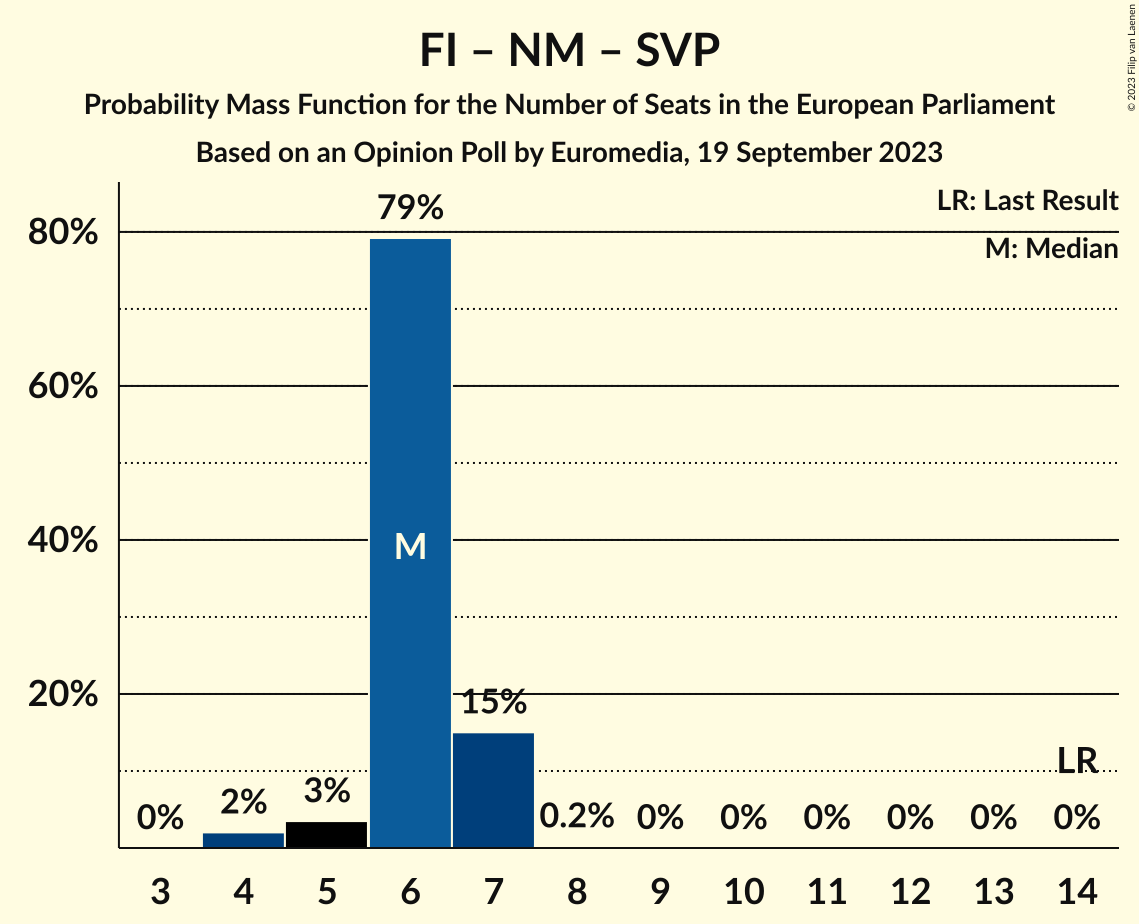 FI – NM – SVP
Probability Mass Function for the Number of Seats in the European Parliament
Based on an Opinion Poll by Euromedia, 19 September 2023
© 2023 Filip van Laenen
LR: Last Result
M: Median
80%
60%
40%
20%
0%
2%
3%
79%
M
15%
0.2%
0%
0%
0%
0%
0%
LR
0%
3 4 5 6 7 8 9 10 11 12 13 14